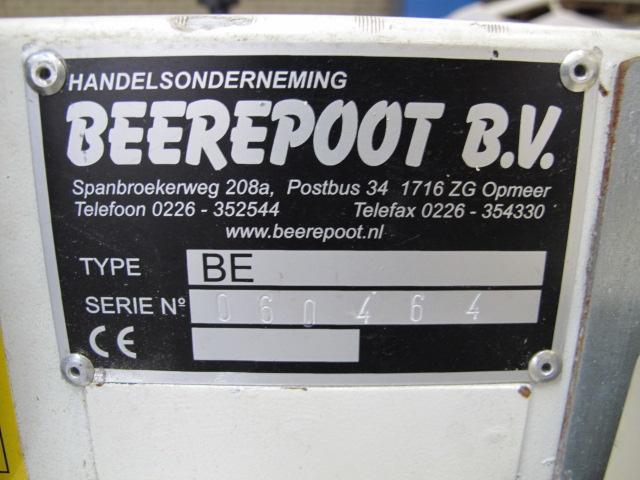 HANDELSONDERNEMING
BEEREPOOT B.V.
Spanbroekerweg 208a, Postbus 34 1716 ZG Opmeer
Telefoon 0226 - 352544 Telefax 0226 - 354330
www.beerepoot.nl
TYPE BE
SERIE Nº 060464
CE